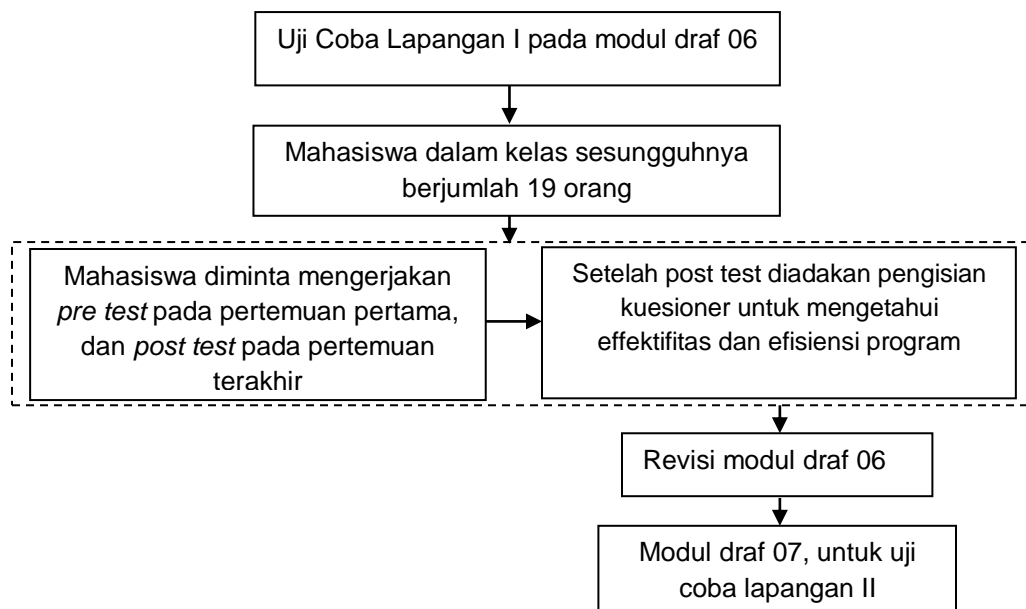 Uji Coba Lapangan I pada modul draf 06
Mahasiswa dalam kelas sesungguhnya
berjumlah 19 orang
Mahasiswa diminta mengerjakan
pre test pada pertemuan pertama,
dan post test pada pertemuan
terakhir
Setelah post test diadakan pengisian
kuesioner untuk mengetahui
effektifitas dan efisiensi program
Revisi modul draf 06
Modul draf 07, untuk uji
coba lapangan II